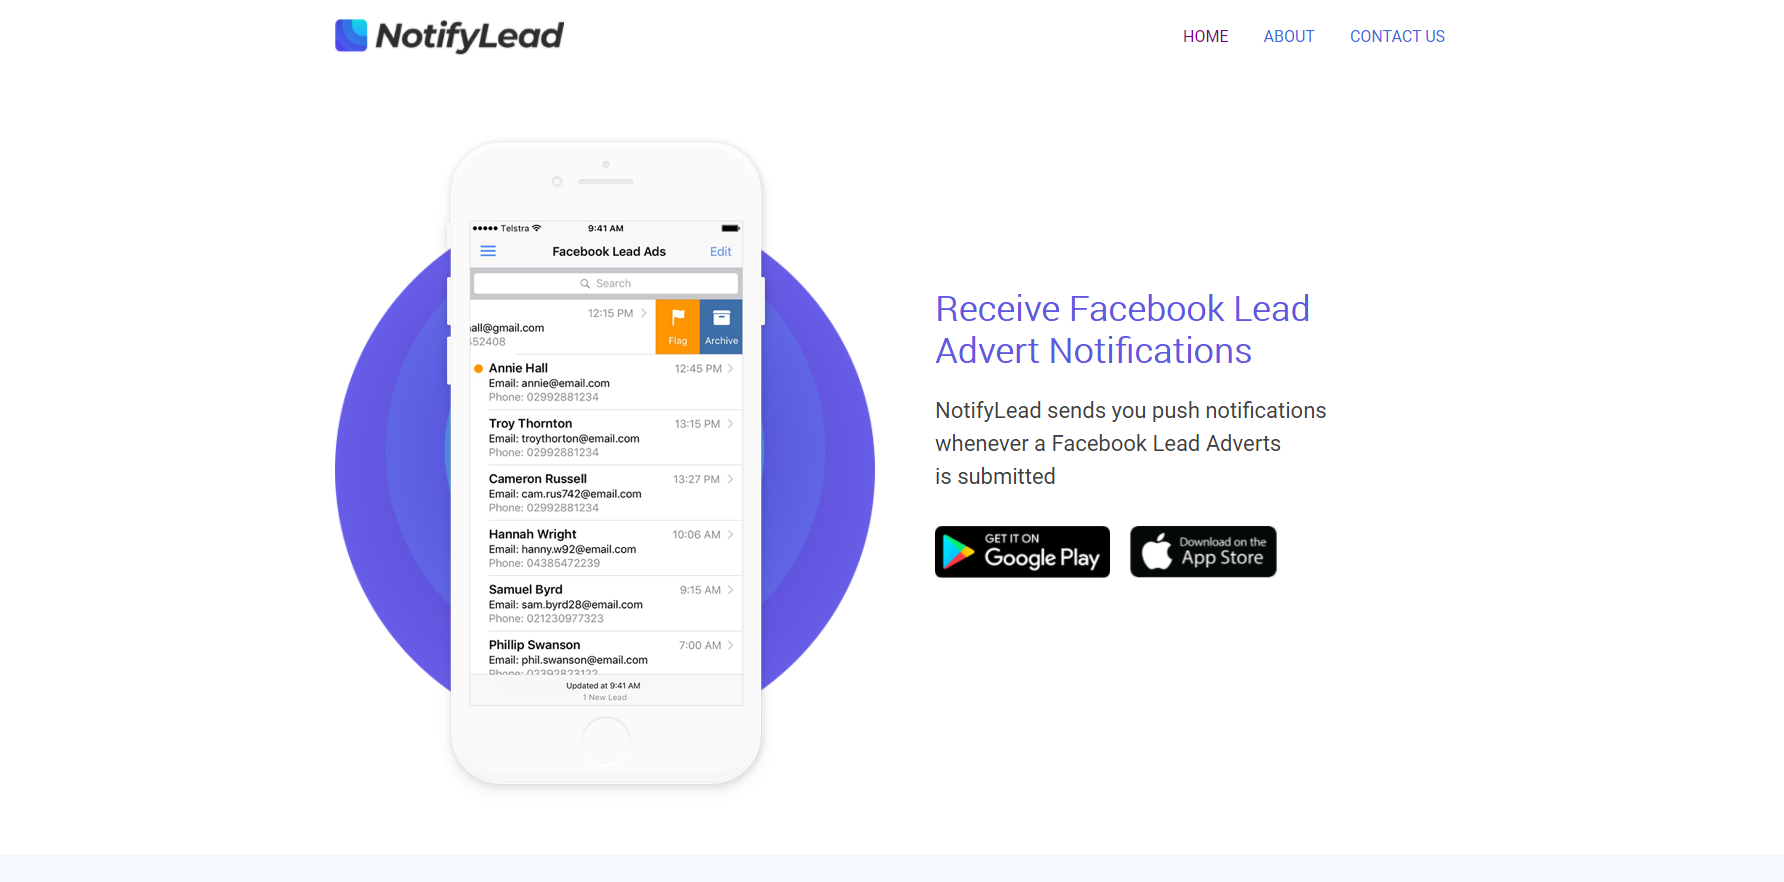 NotifyLead
HOME ABOUT CONTACT US
Telstra 9:41 AM
Facebook Lead Ads Edit
Search
12:15 PM
all@gmail.com
452408
Flag Archive
Annie Hall 12:45 PM
Email: annie@email.com
Phone: 02992881234
Troy Thornton 13:15 PM
Email: troythorton@email.com
Phone: 02992881234
Cameron Russell 13:27 PM
Email: cam.rus742@email.com
Phone: 02992881234
Hannah Wright 10:06 AM
Email: hanny.w92@email.com
Phone: 04385472239
Samuel Byrd 9:15 AM
Email: sam.byrd28@email.com
Phone: 021230977323
Phillip Swanson 7:00 AM
Email: phil.swanson@email.com
Phone: 02392823122
Updated at 9:41 AM
1 New Lead
Receive Facebook Lead
Advert Notifications
NotifyLead sends you push notifications
whenever a Facebook Lead Adverts
is submitted
GET IT ON
Google Play
Download on the
App Store